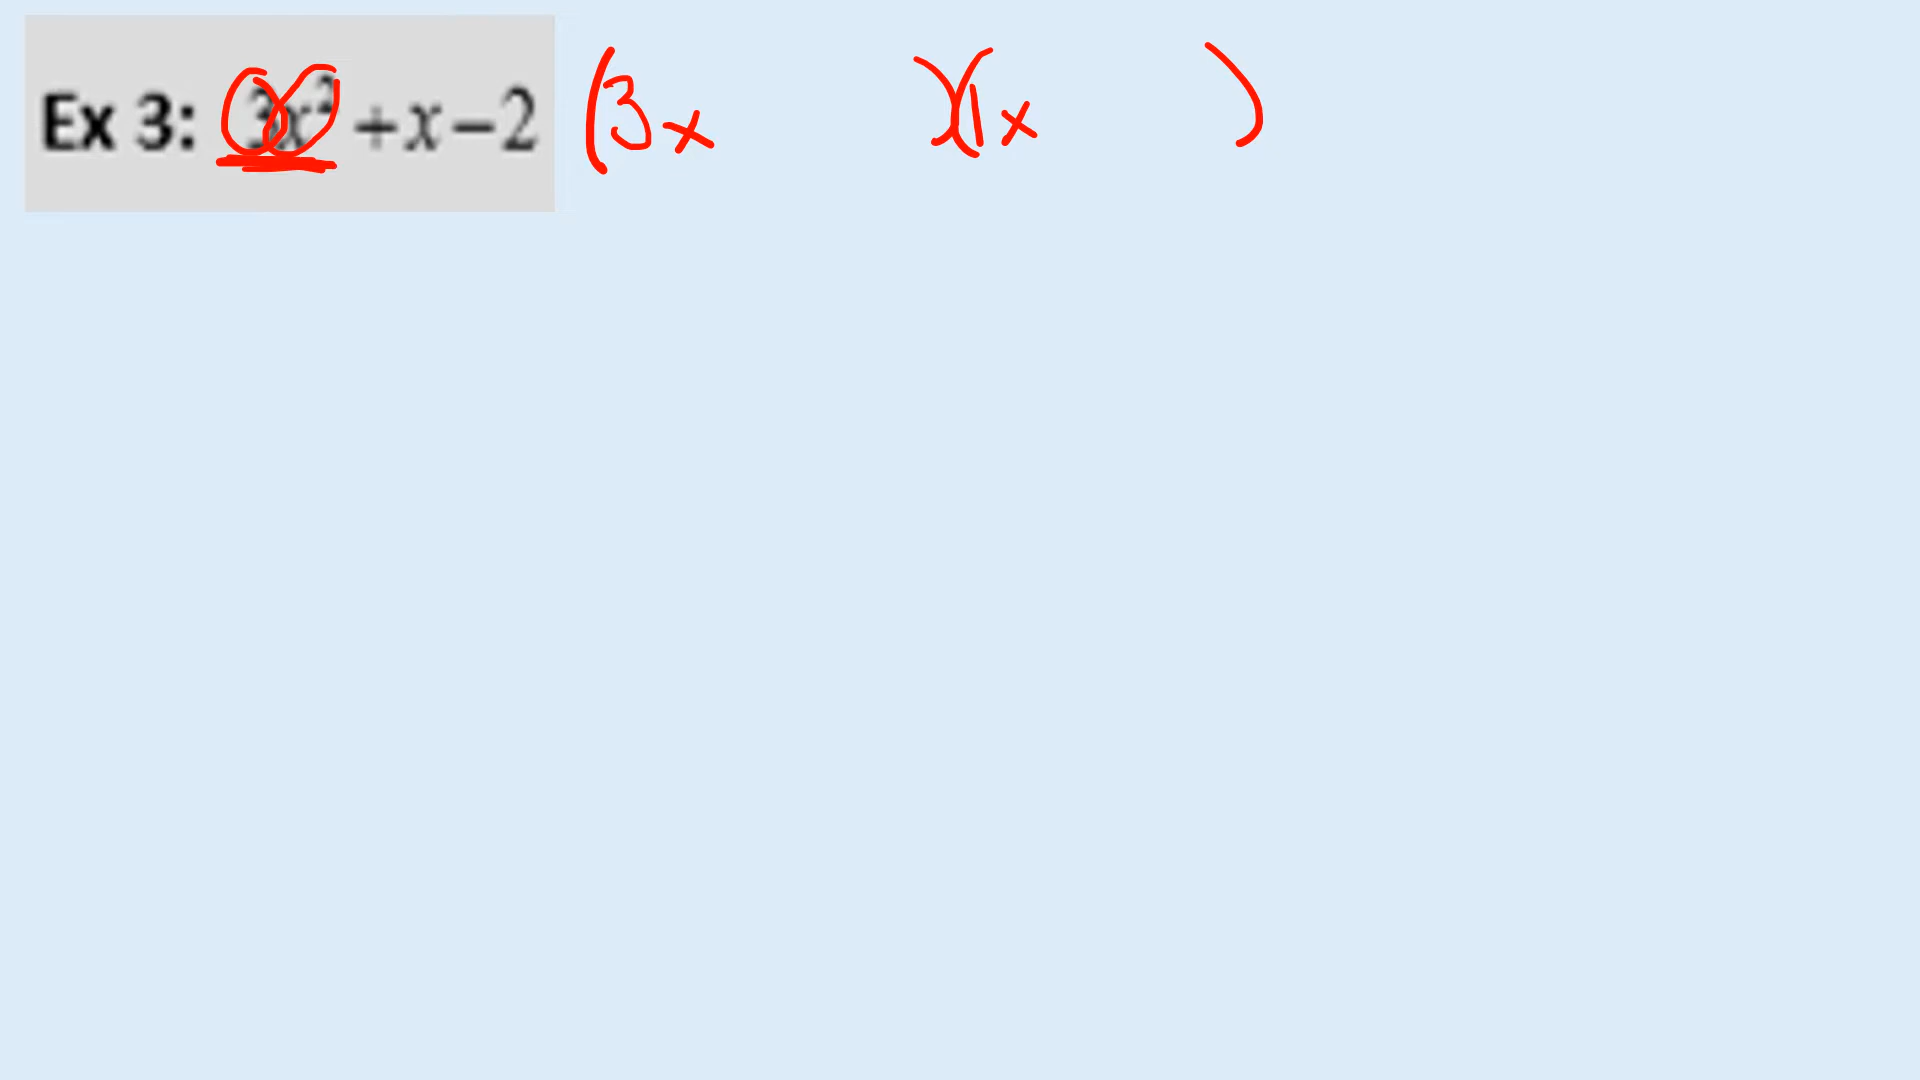 Ex 3: 3x² + x − 2 (3x )(1x )